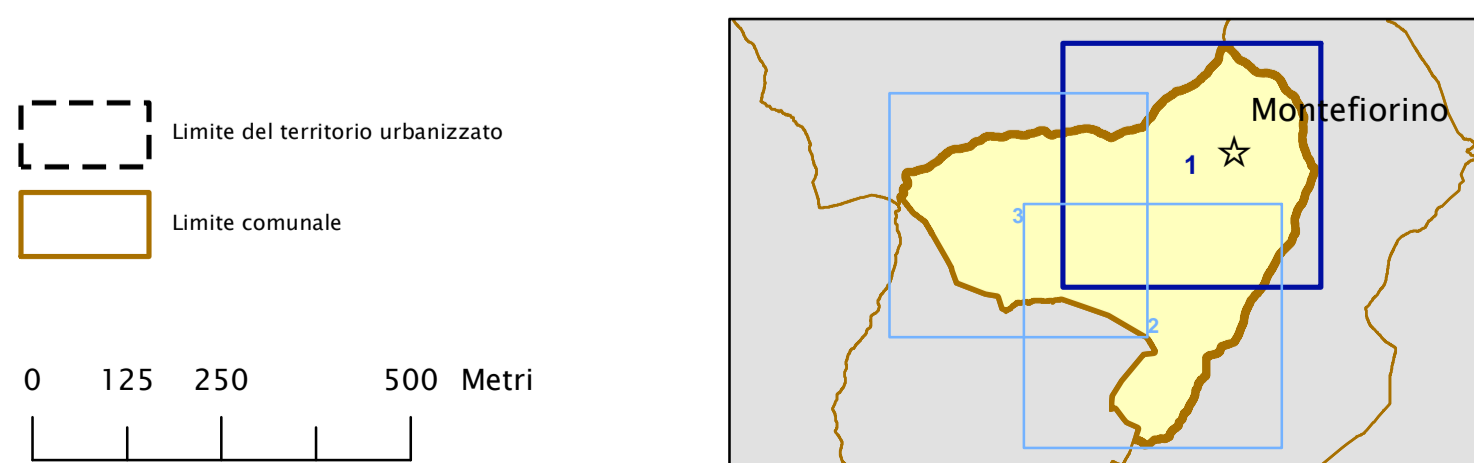 Limite del territorio urbanizzato
Limite comunale
0 125 250 500 Metri
Montefiorino
1
3
2